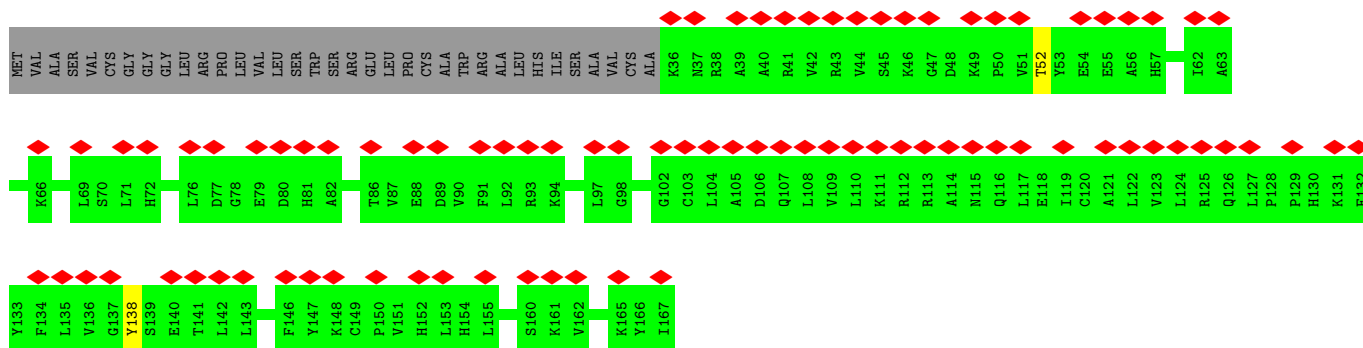 MET VAL ALA SER VAL CYS GLY GLY GLY LEU ARG PRO LEU VAL LEU SER TRP SER ARG GLU LEU PRO CYS ALA TRP ARG ALA LEU HIS ILE SER ALA VAL CYS ALA K36 N37 R38 A39 A40 R41 V42 R43 V44 S45 K46 G47 D48 K49 P50 V51 T52 Y53 E54 E55 A56 H57 I62 A63
K66 L69 S70 L71 H72 L76 D77 G78 E79 D80 H81 A82 T86 V87 E88 D89 V90 F91 L92 R93 K94 L97 G98 G102 C103 L104 A105 D106 Q107 L108 V109 L110 K111 R112 R113 A114 N115 Q116 L117 E118 I119 C120 A121 L122 V123 L124 R125 Q126 L127 P128 P129 H130 K131 E132
Y133 F134 L135 V136 G137 Y138 S139 E140 T141 L142 L143 F146 Y147 K148 C149 P150 V151 H152 L153 H154 L155 S160 K161 V162 K165 Y166 I167